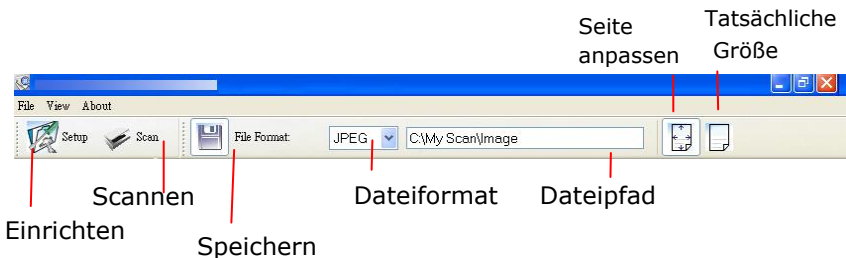 Seite
anpassen
Tatsächliche
Größe
File View About
Setup Scan File Format: JPEG C:\My Scan\Image
Scannen Dateiformat Dateipfad
Einrichten
Speichern